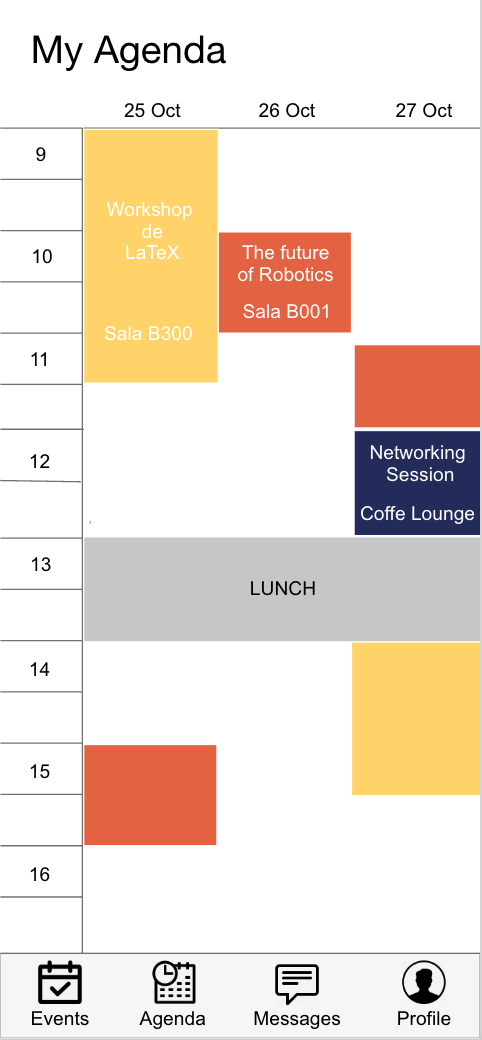 My Agenda
25 Oct
26 Oct
27 Oct
9
10
11
12
13
14
15
16
Workshop
de
LaTeX
Sala B300
The future
of Robotics
Sala B001
Networking
Session
Coffe Lounge
LUNCH
Events
Agenda
Messages
Profile